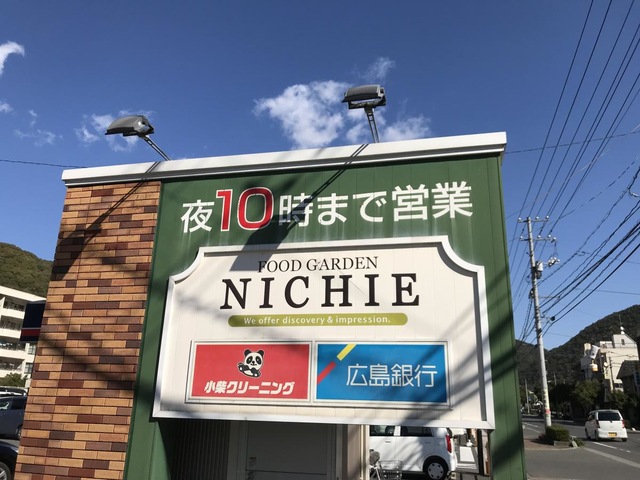 夜10時まで営業
FOOD GARDEN
NICHIE
We offer discovery & impression.
小柴クリーニング
広島銀行